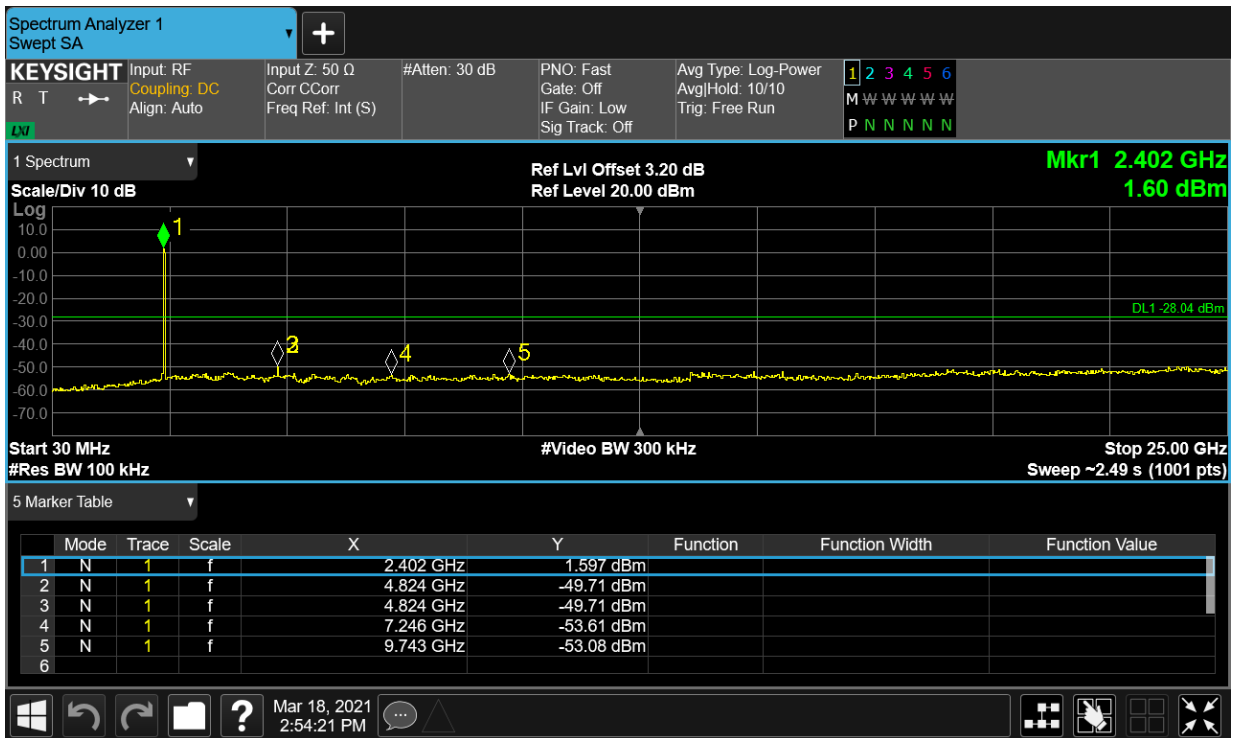 Spectrum Analyzer 1
Swept SA
+
KEYSIGHT
R T
LXI
Input: RF
Coupling: DC
Align: Auto
Input Z: 50 Ω
Corr CCorr
Freq Ref: Int (S)
#Atten: 30 dB
PNO: Fast
Gate: Off
IF Gain: Low
Sig Track: Off
Avg Type: Log-Power
Avg|Hold: 10/10
Trig: Free Run
1 2 3 4 5 6
M W W W W W
P N N N N N
1 Spectrum
Scale/Div 10 dB
Ref Lvl Offset 3.20 dB
Ref Level 20.00 dBm
Mkr1 2.402 GHz
1.60 dBm
Log
10.0
0.00
-10.0
-20.0
-30.0
-40.0
-50.0
-60.0
-70.0
1
DL1 -28.04 dBm
2
4
5
Start 30 MHz
#Res BW 100 kHz
#Video BW 300 kHz
Stop 25.00 GHz
Sweep ~2.49 s (1001 pts)
5 Marker Table
Mode Trace Scale X Y Function Function Width Function Value
1 N 1 f 2.402 GHz 1.597 dBm
2 N 1 f 4.824 GHz -49.71 dBm
3 N 1 f 4.824 GHz -49.71 dBm
4 N 1 f 7.246 GHz -53.61 dBm
5 N 1 f 9.743 GHz -53.08 dBm
6
?
Mar 18, 2021
2:54:21 PM